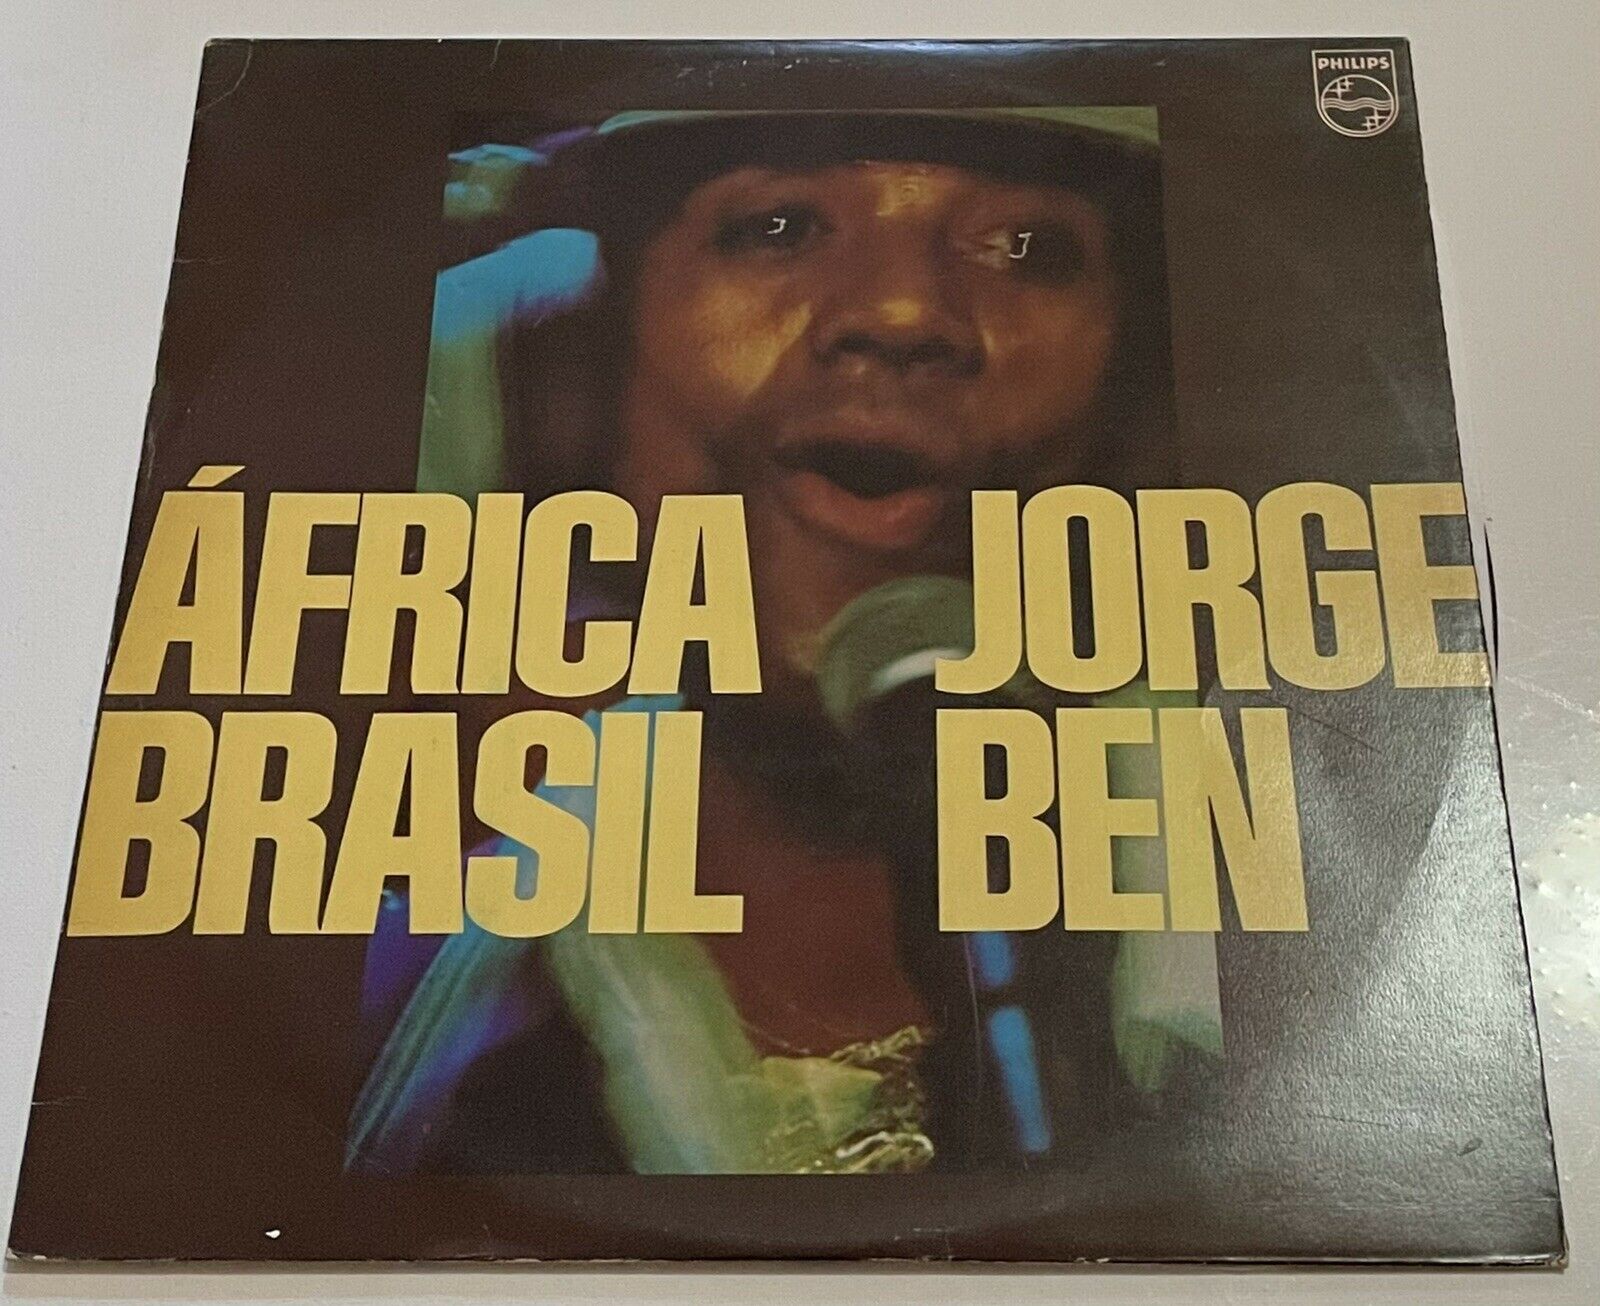 PHILIPS
ÁFRICA
BRASIL
JORGE
BEN